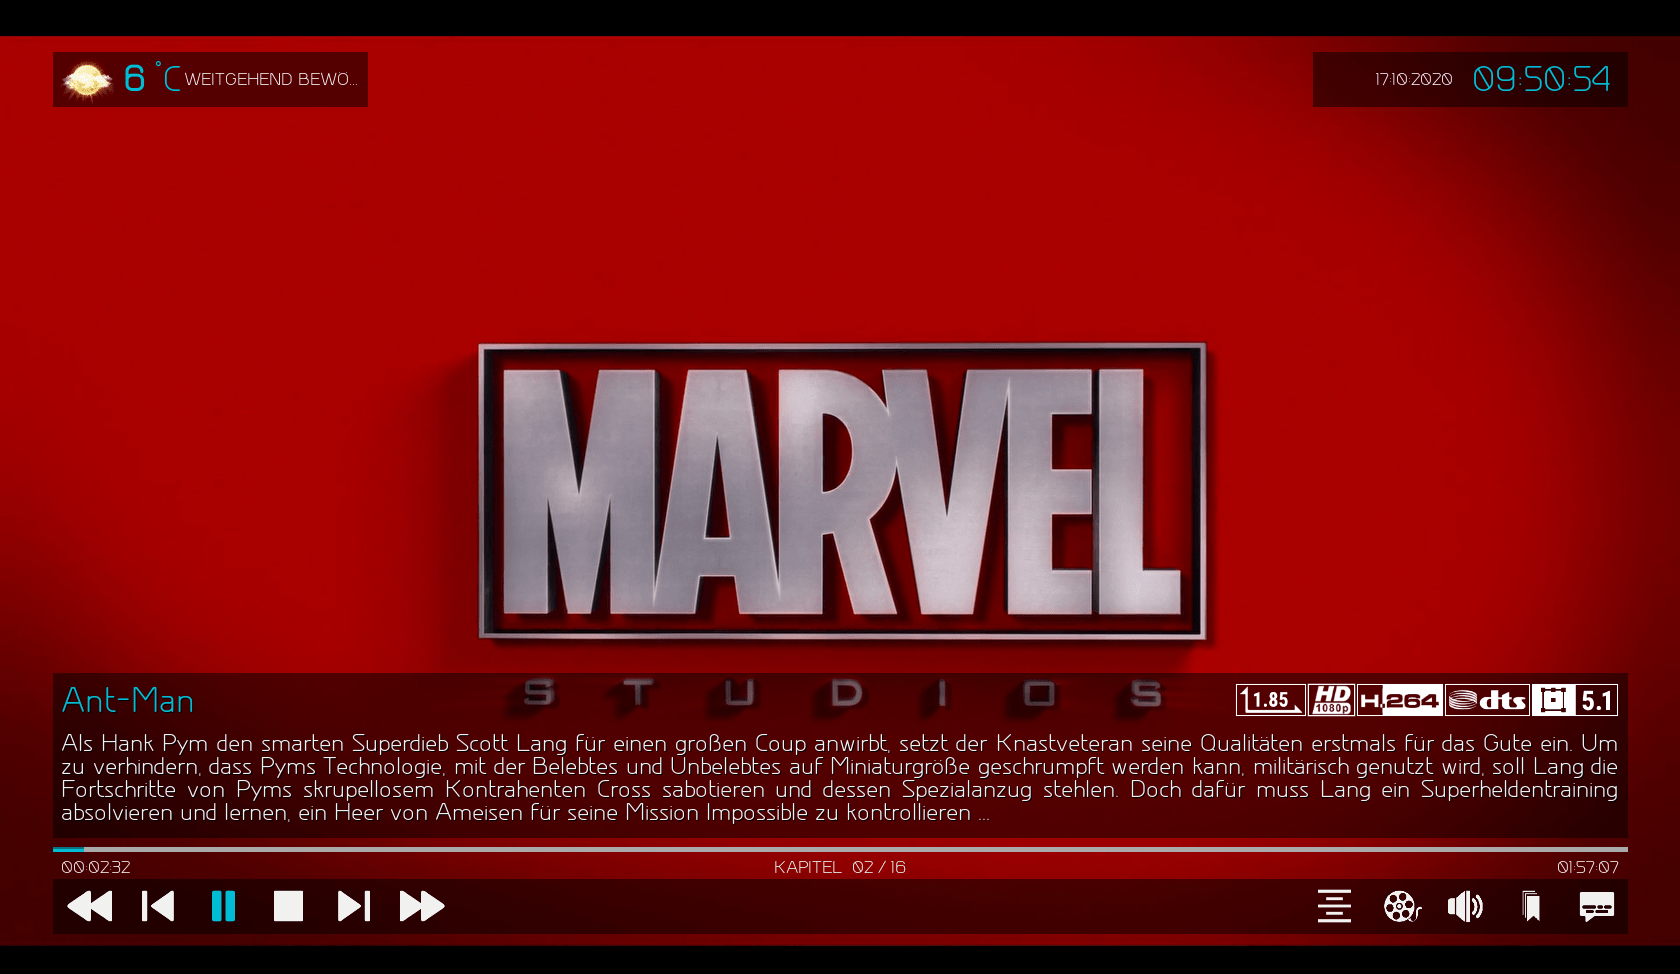 6 °C WEITGEHEND BEWO...
17.10.2020 09:50:54
MARVEL
STUDIOS
Ant-Man
1.85 HD 1080p H.264 dts 5.1
Als Hank Pym den smarten Superdieb Scott Lang für einen großen Coup anwirbt, setzt der Knastveteran seine Qualitäten erstmals für das Gute ein. Um
zu verhindern, dass Pyms Technologie, mit der Belebtes und Unbelebtes auf Miniaturgröße geschrumpft werden kann, militärisch genutzt wird, soll Lang die
Fortschritte von Pyms skrupellosem Kontrahenten Cross sabotieren und dessen Spezialanzug stehlen. Doch dafür muss Lang ein Superheldentraining
absolvieren und lernen, ein Heer von Ameisen für seine Mission Impossible zu kontrollieren ...
00:02:32 KAPITEL 02 / 16 01:57:07